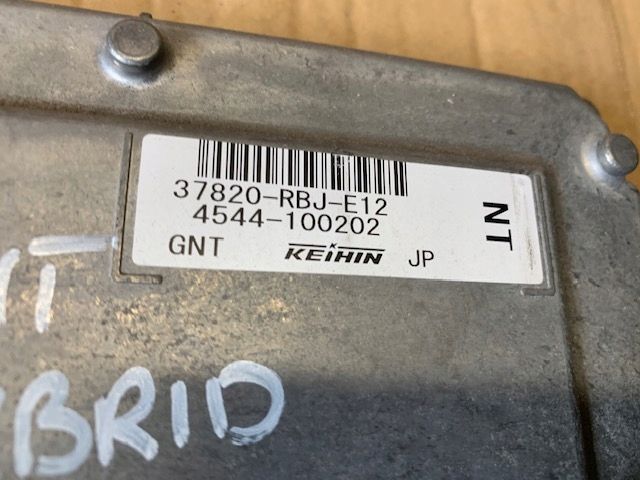 37820-RBJ-E12
4544-100202
GNT KEIHIN JP
NT
BRID